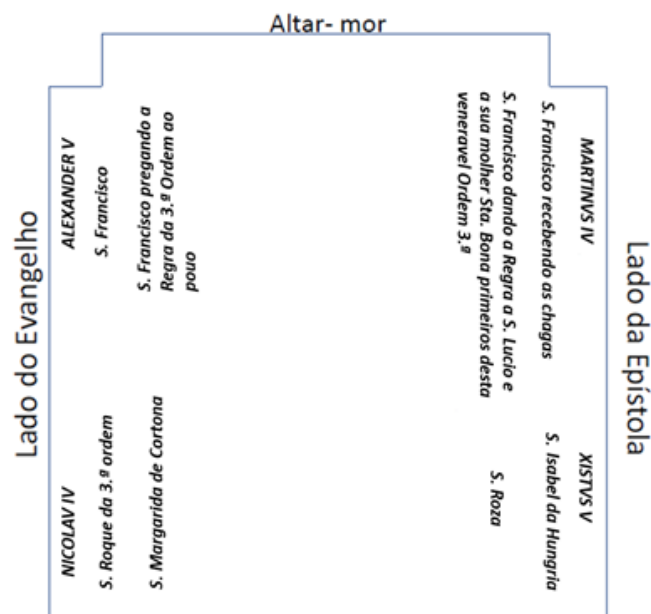 Altar- mor
Lado do Evangelho
ALEXANDER V
S. Francisco
S. Francisco pregando a
Regra da 3.ª Ordem ao
pouo
NICOLAV IV
S. Roque da 3.ª ordem
S. Margarida de Cortona
MARTINVS IV
S. Francisco recebendo as chagas
S. Francisco dando a Regra a S. Lucio e
a sua molher Sta. Bona primeiros desta
veneravel Ordem 3.ª
XISTVS V
S. Isabel da Hungria
S. Roza
Lado da Epístola